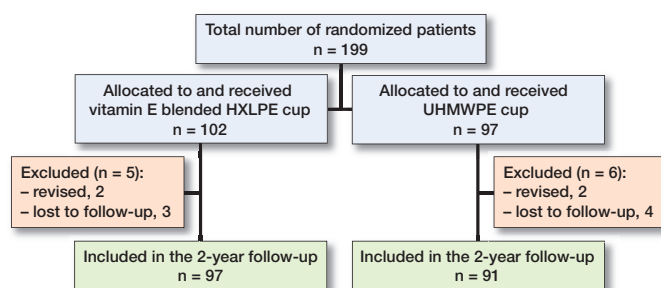 Total number of randomized patients
n = 199
Allocated to and received
vitamin E blended HXLPE cup
n = 102
Allocated to and received
UHMWPE cup
n = 97
Excluded (n = 5):
– revised, 2
– lost to follow-up, 3
Excluded (n = 6):
– revised, 2
– lost to follow-up, 4
Included in the 2-year follow-up
n = 97
Included in the 2-year follow-up
n = 91